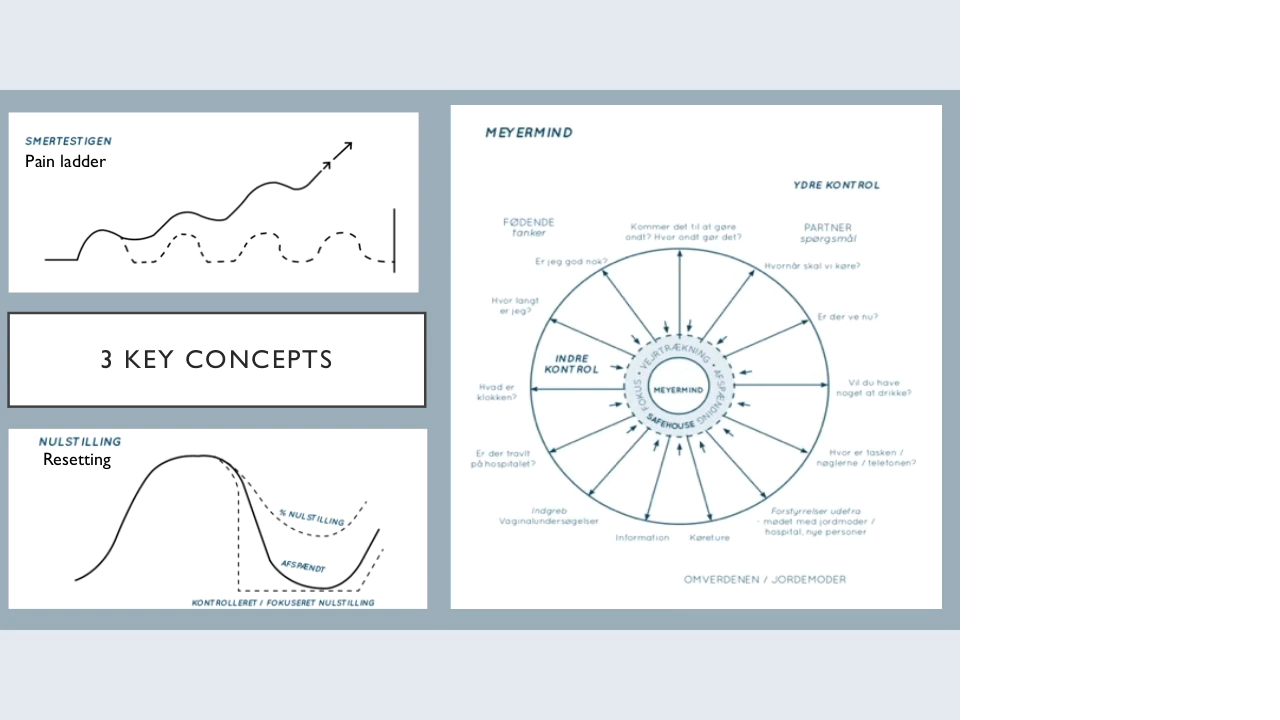 SMERTESTIGEN
Pain ladder
3 KEY CONCEPTS
NULSTILLING
Resetting
% NULSTILLING
AFSPÆNDT
KONTROLLERET / FOKUSERET NULSTILLING
MEYERMIND
YDRE KONTROL
FØDENDE
tanker
Kommer det til at gøre
ondt? Hvor ondt gør det?
PARTNER
spørgsmål
Er jeg god nok?
Hvornår skal vi køre?
Hvor langt
er jeg?
Er der ve nu?
INDRE
KONTROL
FOKUS • VEJRTRÆKNING • AFSPÆNDING
MEYERMIND
SAFEHOUSE
Hvad er
klokken?
Vil du have
noget at drikke?
Er der travlt
på hospitalet?
Hvor er tasken /
nøglerne / telefonen?
Indgreb
Vaginalundersøgelser
Forstyrrelser udefra
- mødet med jordmoder /
hospital, nye personer
Information
Køreture
OMVERDENEN / JORDEMODER